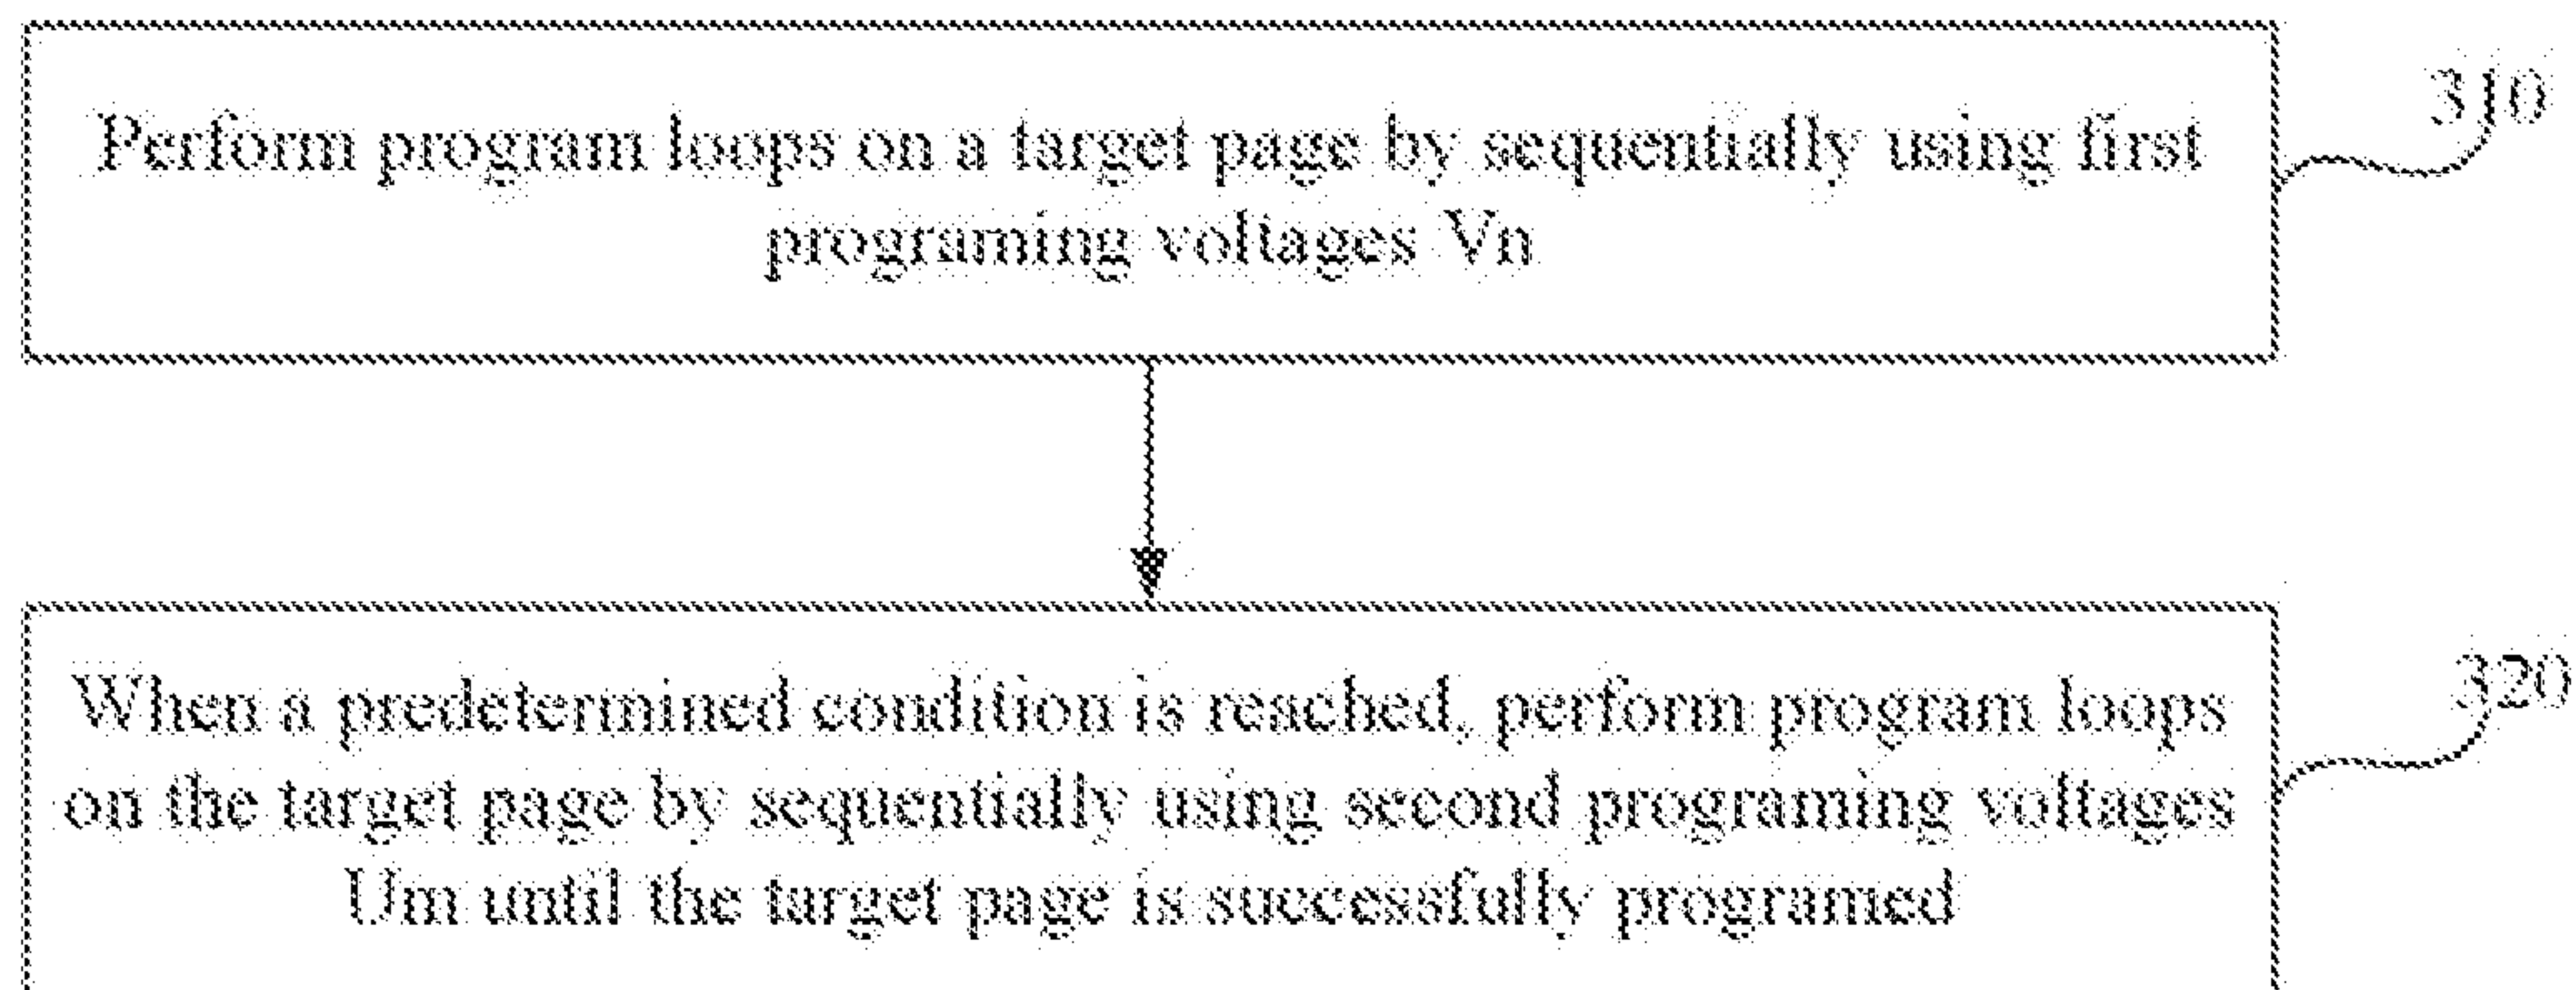 Perform program loops on a target page by sequentially using first
programing voltages Vn
310
When a predetermined condition is reached, perform program loops
on the target page by sequentially using second programing voltages
Um until the target page is successfully programed
320